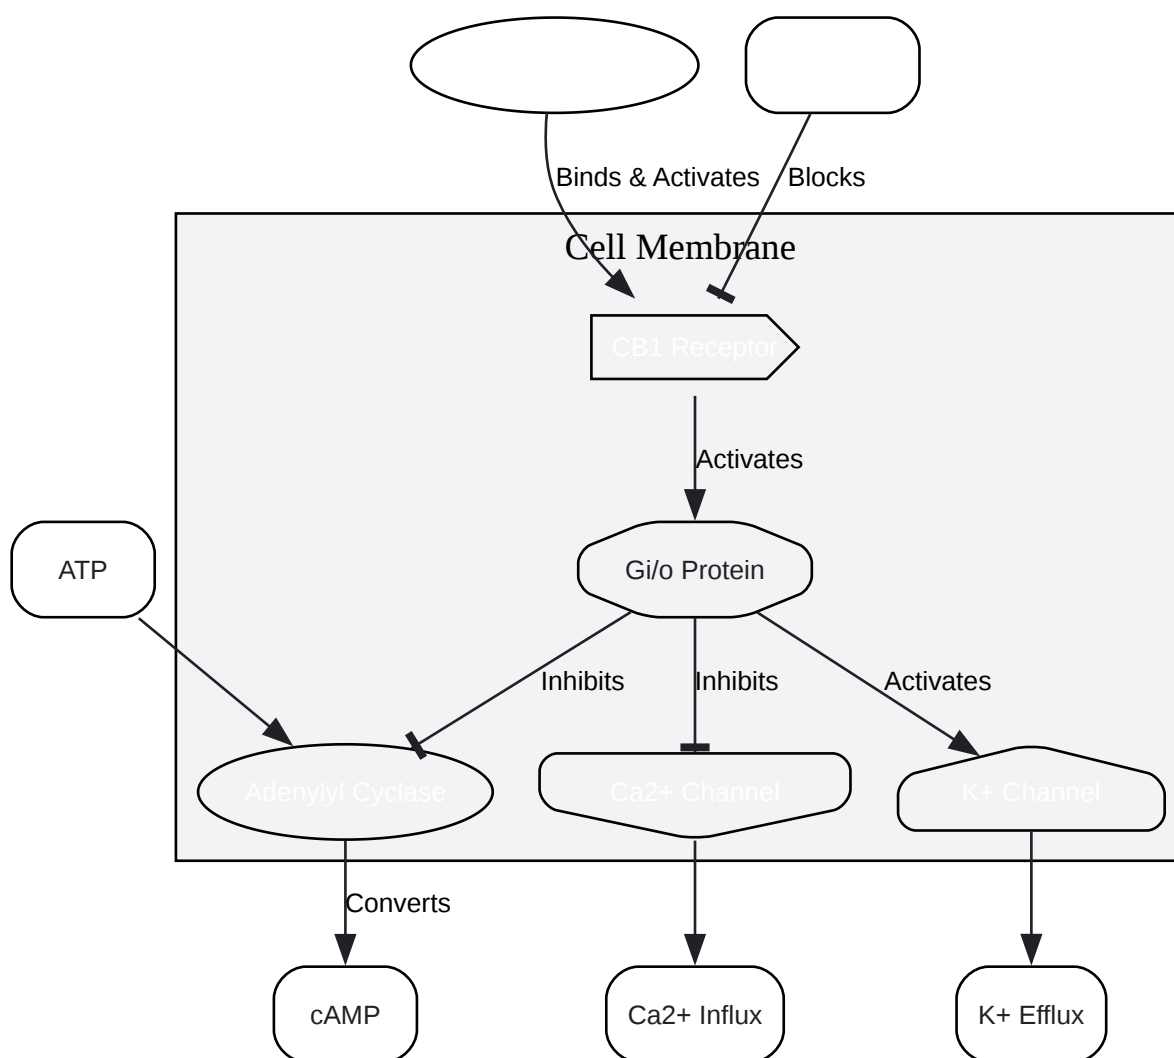 Binds & Activates
Blocks
Cell Membrane
CB1 Receptor
Activates
ATP
Gi/o Protein
Inhibits
Inhibits
Activates
Adenylyl Cyclase
Ca2+ Channel
K+ Channel
Converts
cAMP
Ca2+ Influx
K+ Efflux